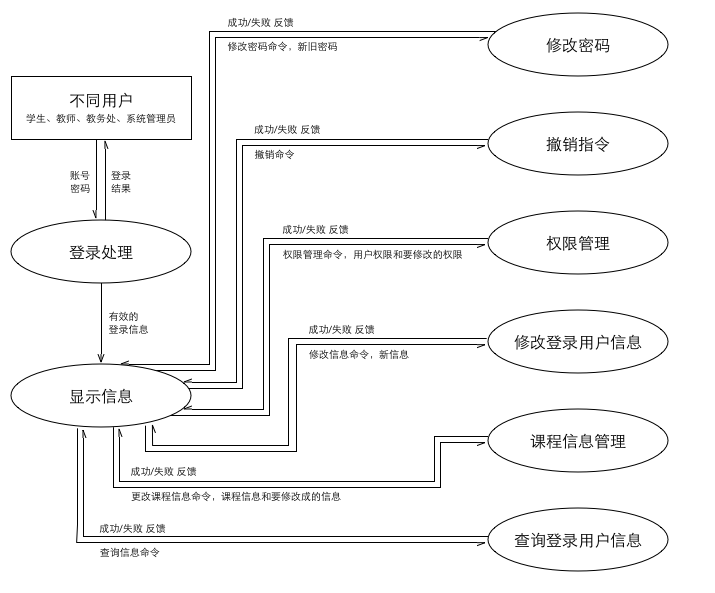 成功/失败 反馈
修改密码命令，新旧密码
修改密码
不同用户
学生、教师、教务处、系统管理员
成功/失败 反馈
撤销命令
撤销指令
账号
密码
登录
结果
登录处理
成功/失败 反馈
权限管理命令，用户权限和要修改的权限
权限管理
有效的
登录信息
成功/失败 反馈
修改信息命令，新信息
修改登录用户信息
显示信息
成功/失败 反馈
更改课程信息命令，课程信息和要修改成的信息
课程信息管理
成功/失败 反馈
查询信息命令
查询登录用户信息